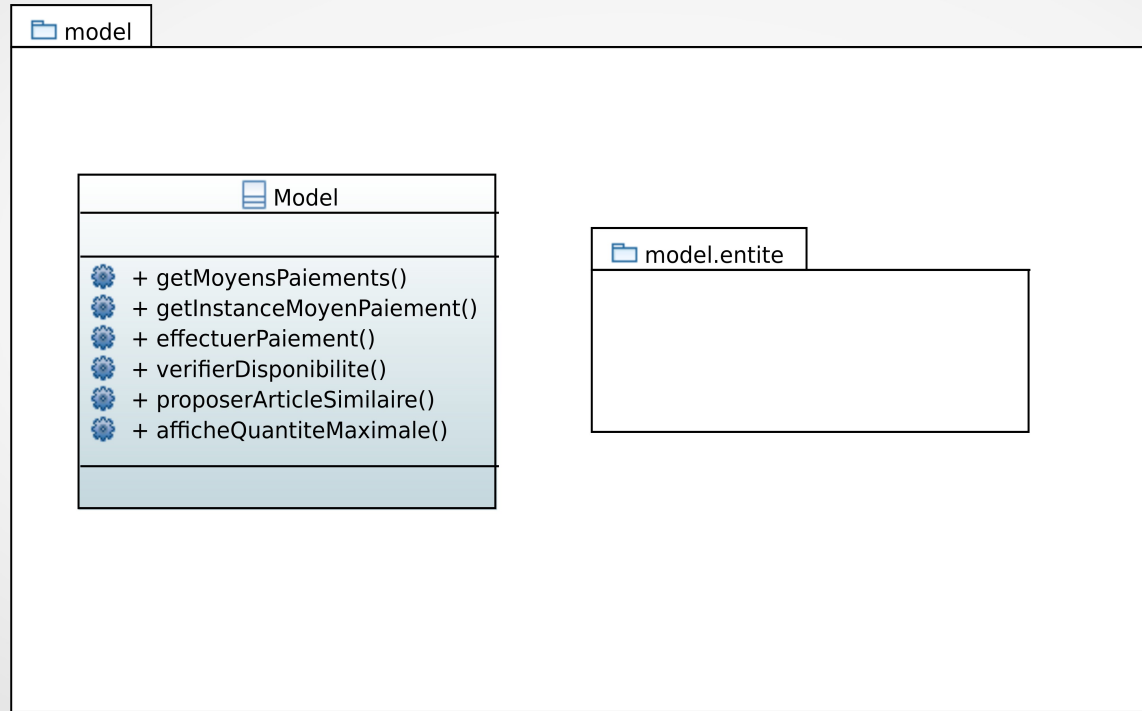 model
Model
+ getMoyensPaiements()
+ getInstanceMoyenPaiement()
+ effectuerPaiement()
+ verifierDisponibilite()
+ proposerArticleSimilaire()
+ afficheQuantiteMaximale()
model.entite